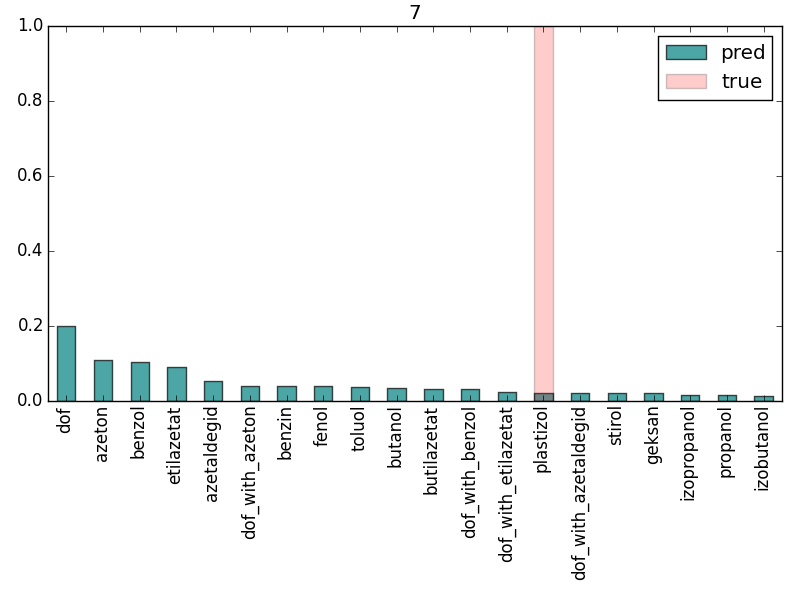 7
1.0
0.8
0.6
0.4
0.2
0.0
pred
true
dof
azeton
benzol
etilazetat
azetaldegid
dof_with_azeton
benzin
fenol
toluol
butanol
butilazetat
dof_with_benzol
dof_with_etilazetat
plastizol
dof_with_azetaldegid
stirol
geksan
izopropanol
propanol
izobutanol